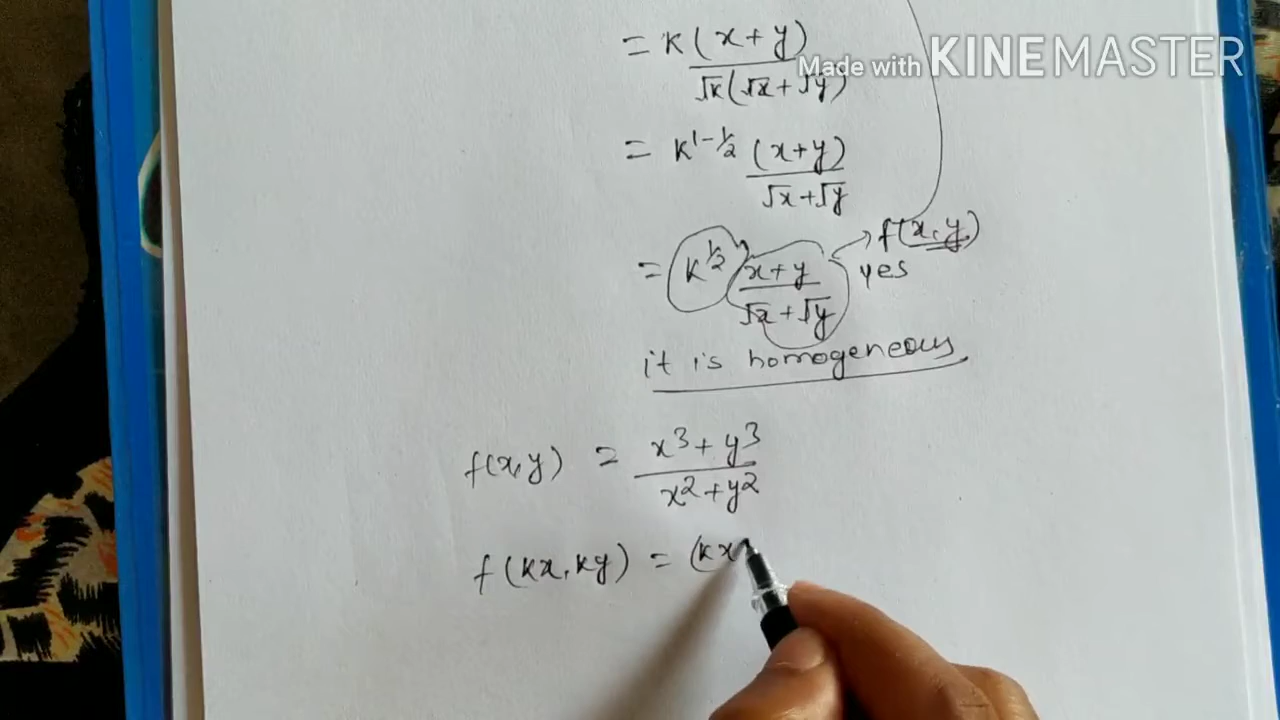 = K (x+y) / √K(√x+√y)
Made with KINEMASTER
= K^1-1/2 (x+y) / √x+√y
= K^1/2 x+y / √x+√y → f(x,y)
yes
it is homogeneous
f(x,y) = x³+y³ / x²+y²
f(Kx,Ky) = (Kx